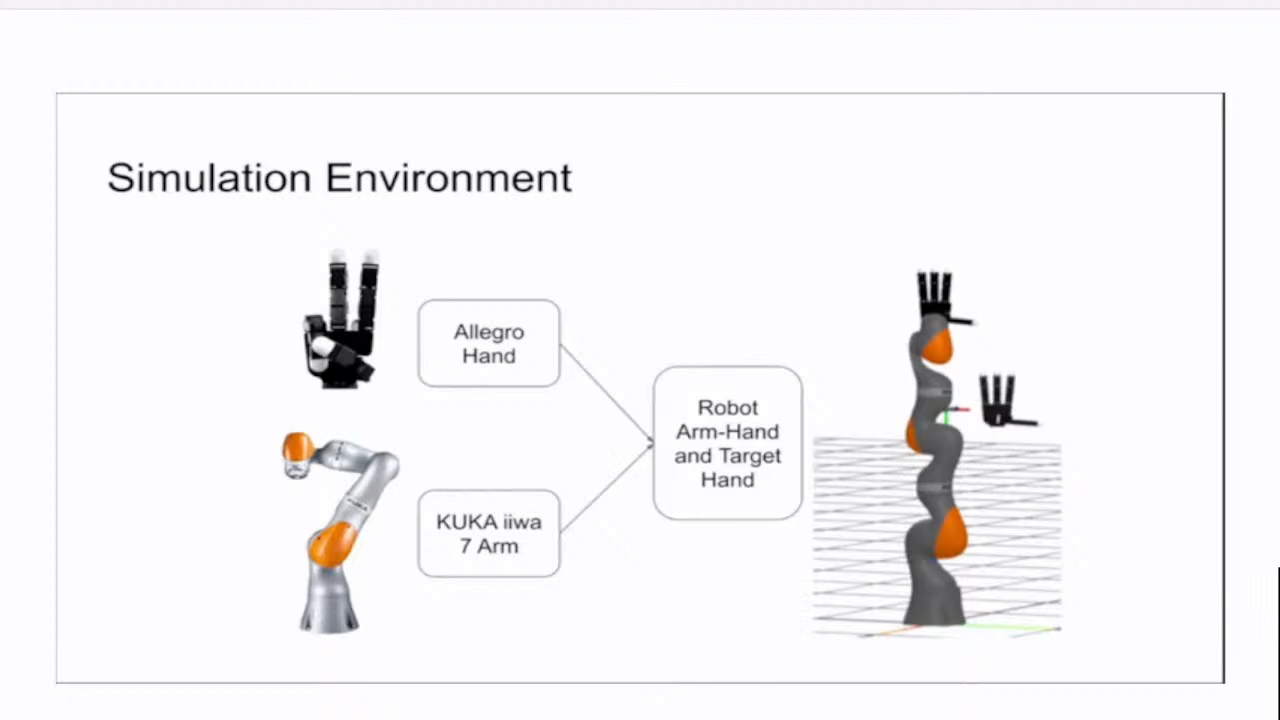 Simulation Environment
Allegro
Hand
KUKA iiwa
7 Arm
Robot
Arm-Hand
and Target
Hand